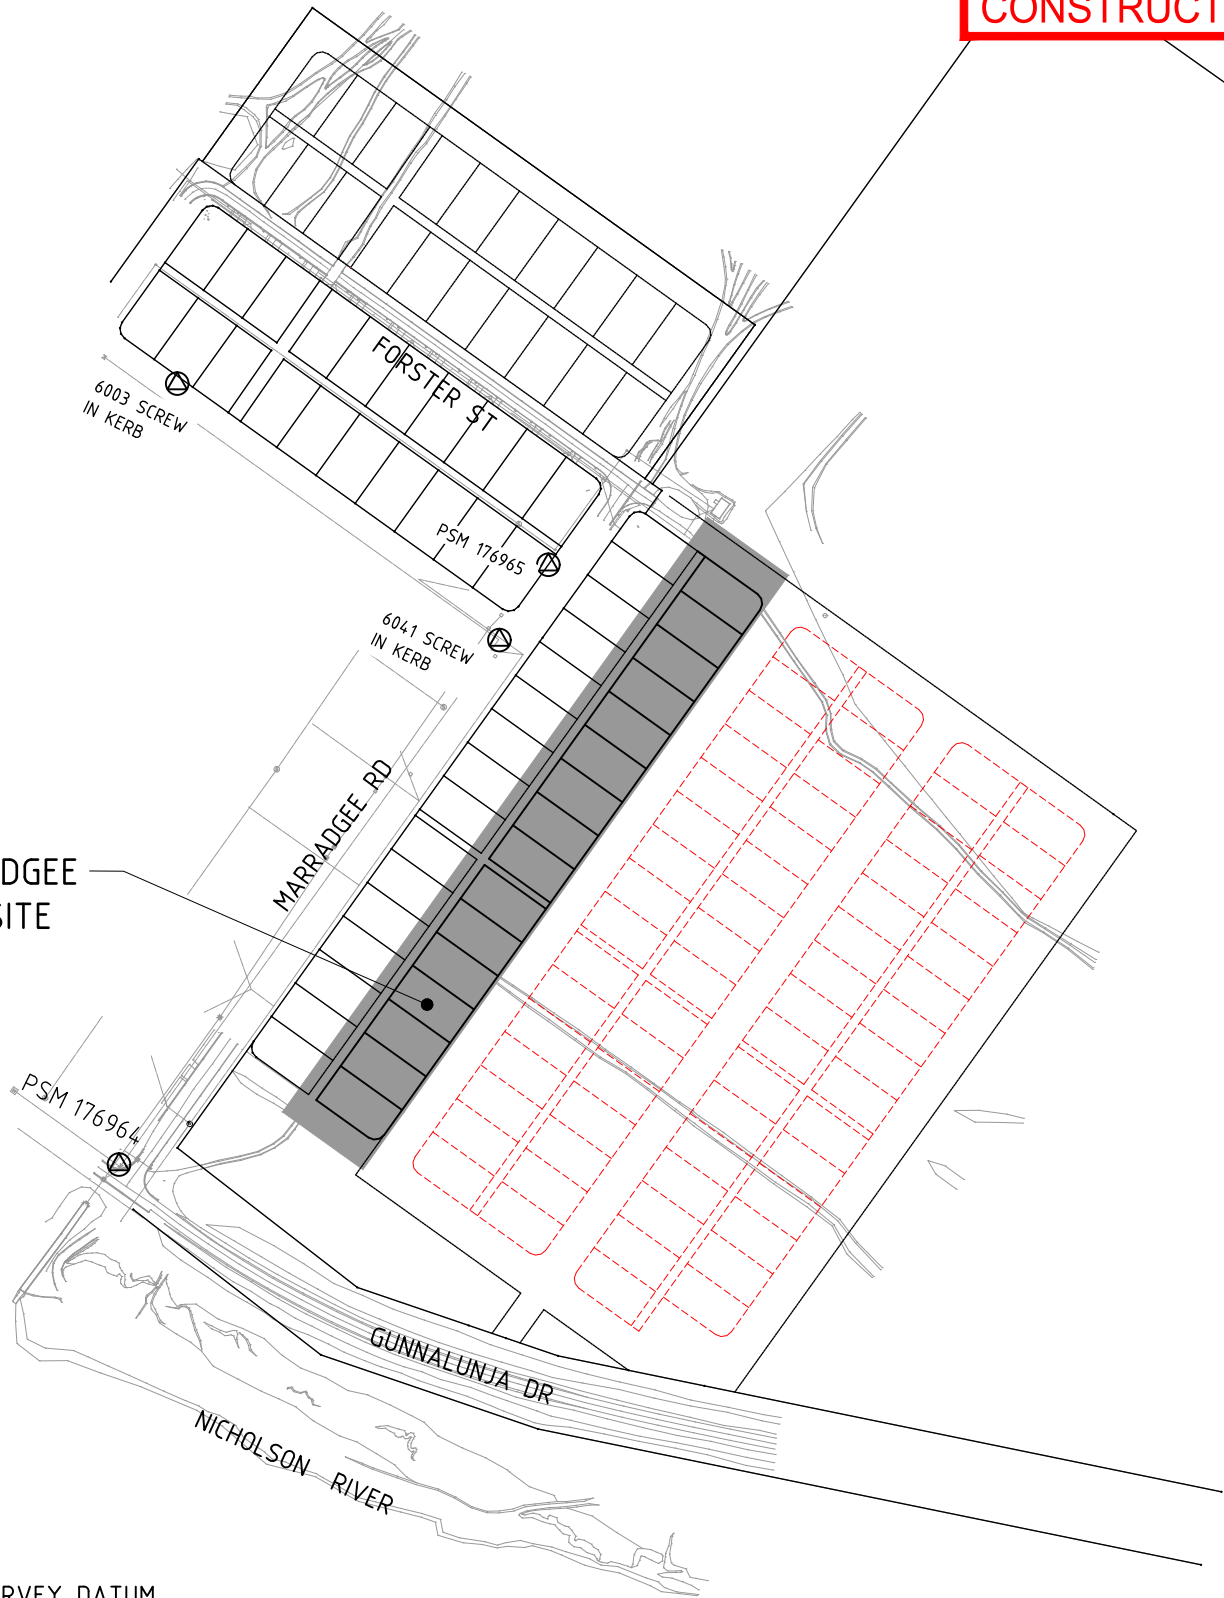 CONSTRUCT
FORSTER ST
6003 SCREW
IN KERB
PSM 176965
6041 SCREW
IN KERB
MARRADGEE RD
DGEE
SITE
PSM 176964
GUNNALUNJA DR
NICHOLSON RIVER
RVEY DATUM